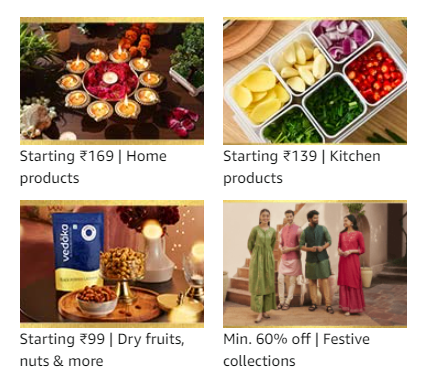 Starting ₹169 | Home
products
Starting ₹139 | Kitchen
products
vedāka
Starting ₹99 | Dry fruits,
nuts & more
Min. 60% off | Festive
collections